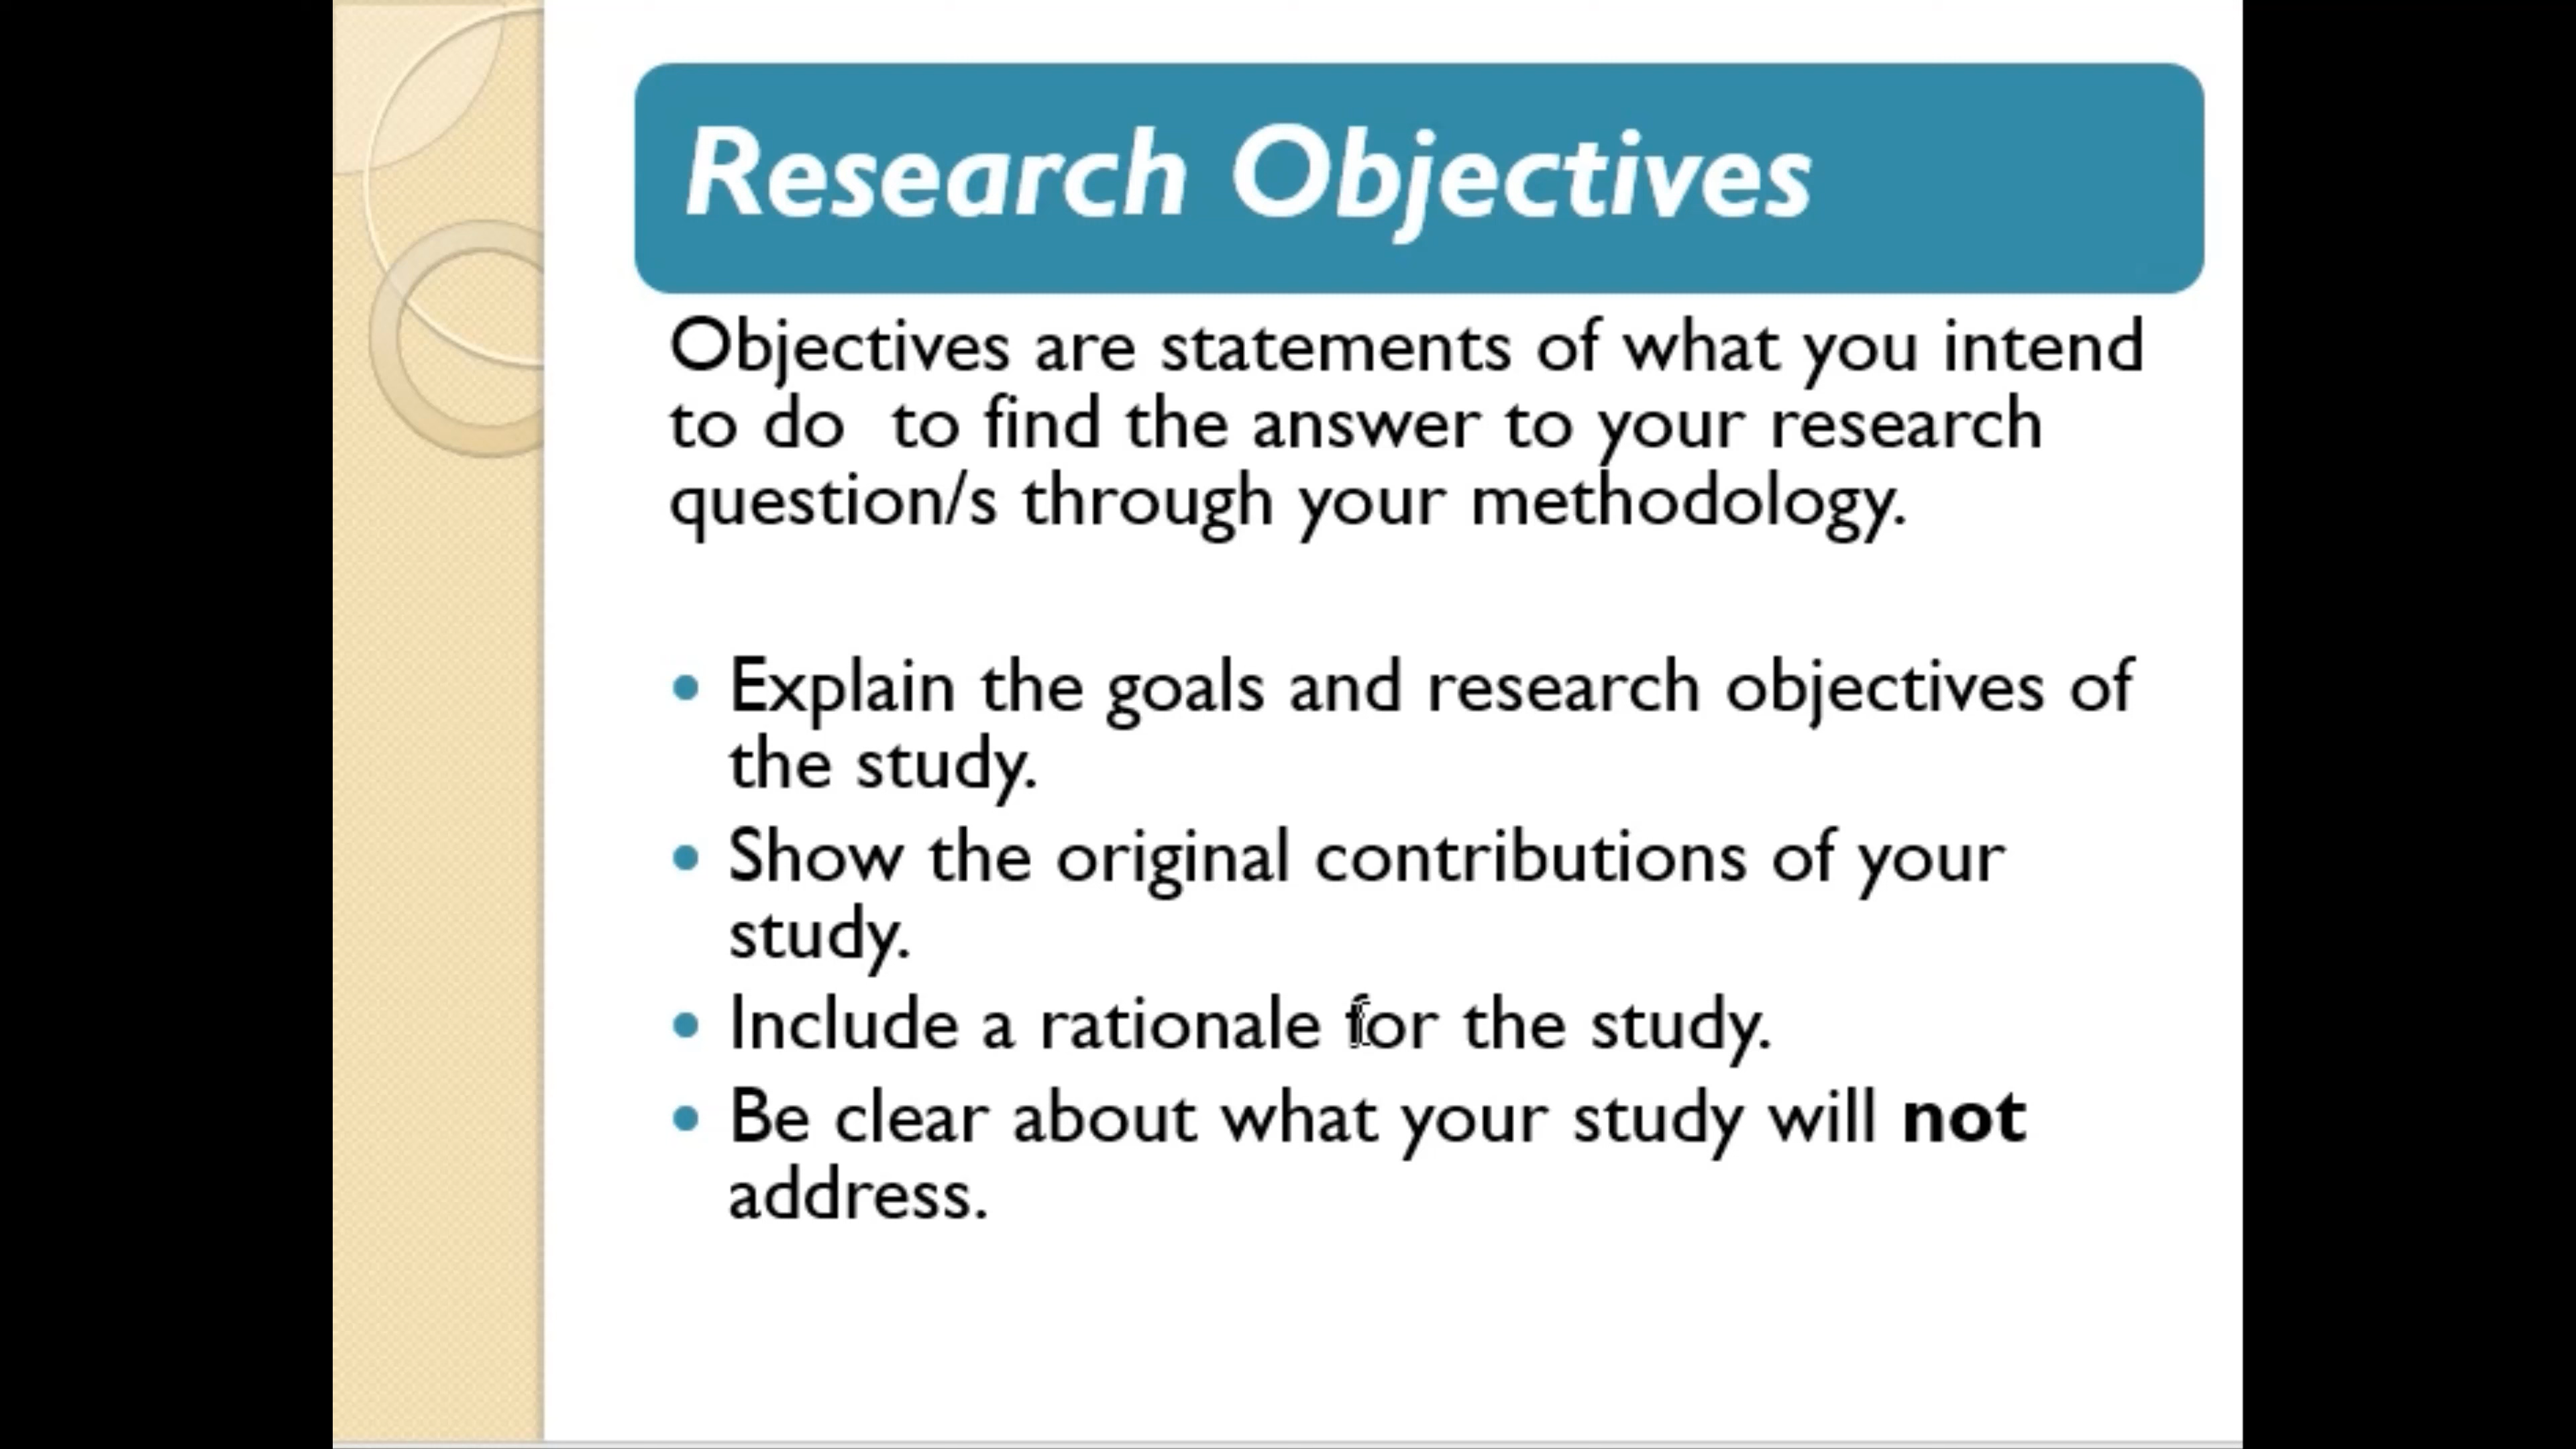 Research Objectives
Objectives are statements of what you intend
to do  to find the answer to your research
question/s through your methodology.
• Explain the goals and research objectives of
the study.
• Show the original contributions of your
study.
• Include a rationale for the study.
• Be clear about what your study will not
address.